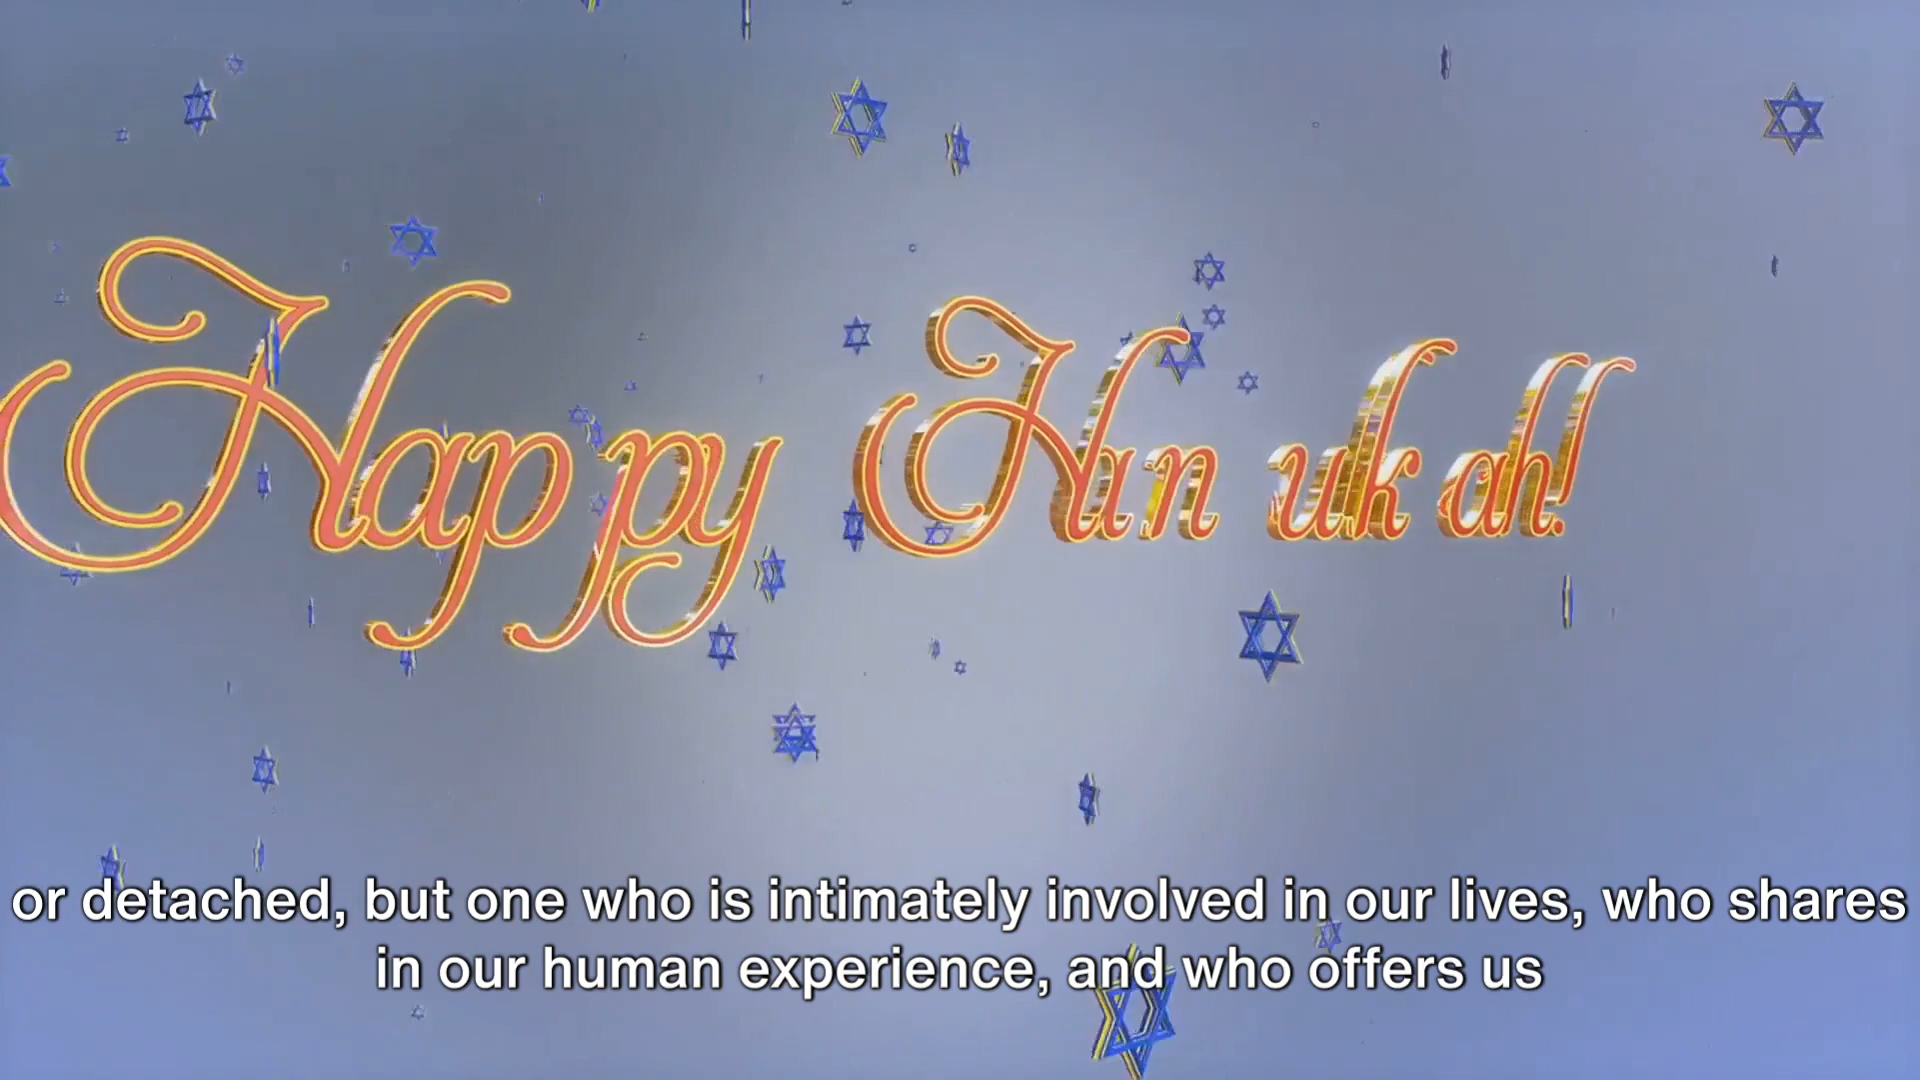 Happy Hanukah!
or detached, but one who is intimately involved in our lives, who shares
in our human experience, and who offers us